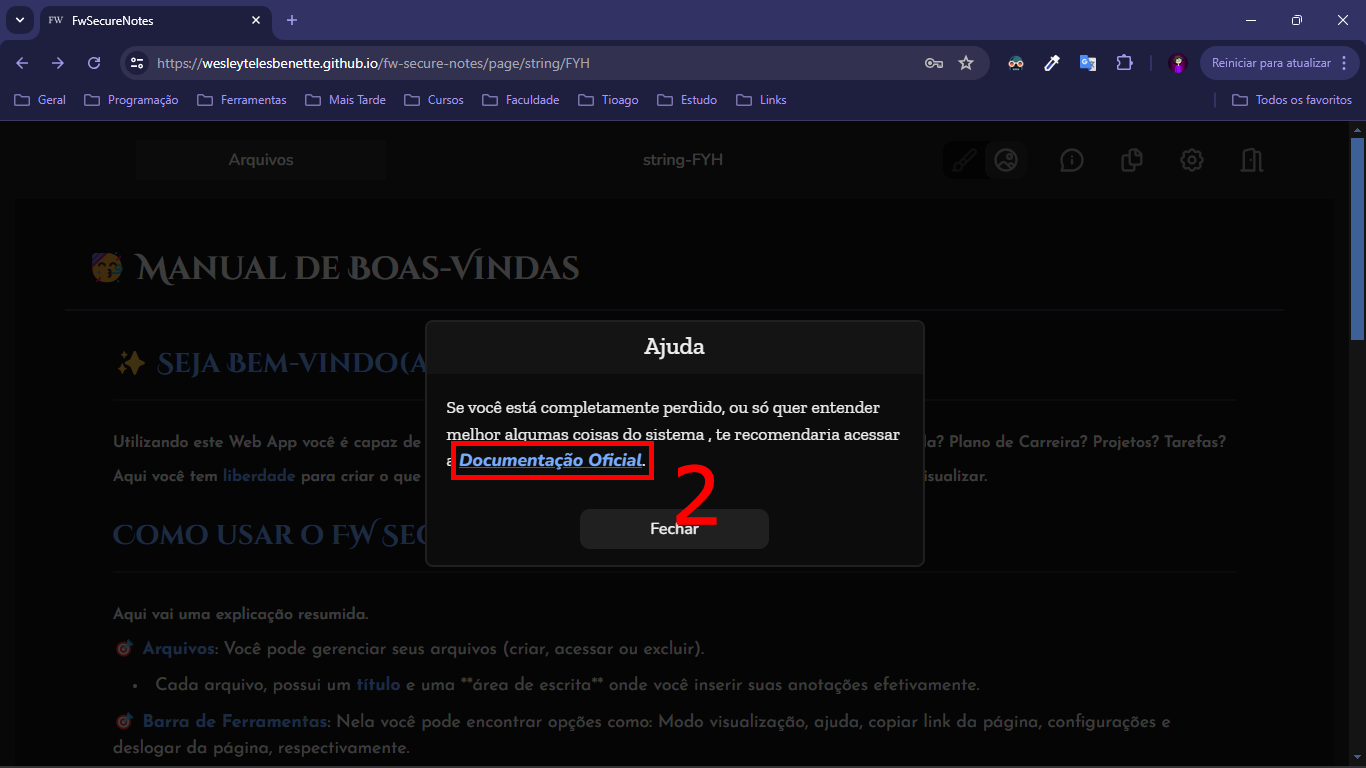 FW FwSecureNotes
https://wesleytelesbenette.github.io/fw-secure-notes/page/string/FYH
Reiniciar para atualizar
Geral Programação Ferramentas Mais Tarde Cursos Faculdade Tioago Estudo Links Todos os favoritos
Arquivos string-FYH
Manual de Boas-Vindas
Seja Bem-vindo(a
Utilizando este Web App você é capaz de
da? Plano de Carreira? Projetos? Tarefas?
Aqui você tem liberdade para criar o que
isualizar.
Como usar o FW Sec
Ajuda
Se você está completamente perdido, ou só quer entender
melhor algumas coisas do sistema , te recomendaria acessar
a Documentação Oficial.
2
Fechar
Aqui vai uma explicação resumida.
Arquivos: Você pode gerenciar seus arquivos (criar, acessar ou excluir).
• Cada arquivo, possui um título e uma **área de escrita** onde você inserir suas anotações efetivamente.
Barra de Ferramentas: Nela você pode encontrar opções como: Modo visualização, ajuda, copiar link da página, configurações e
deslogar da página, respectivamente.